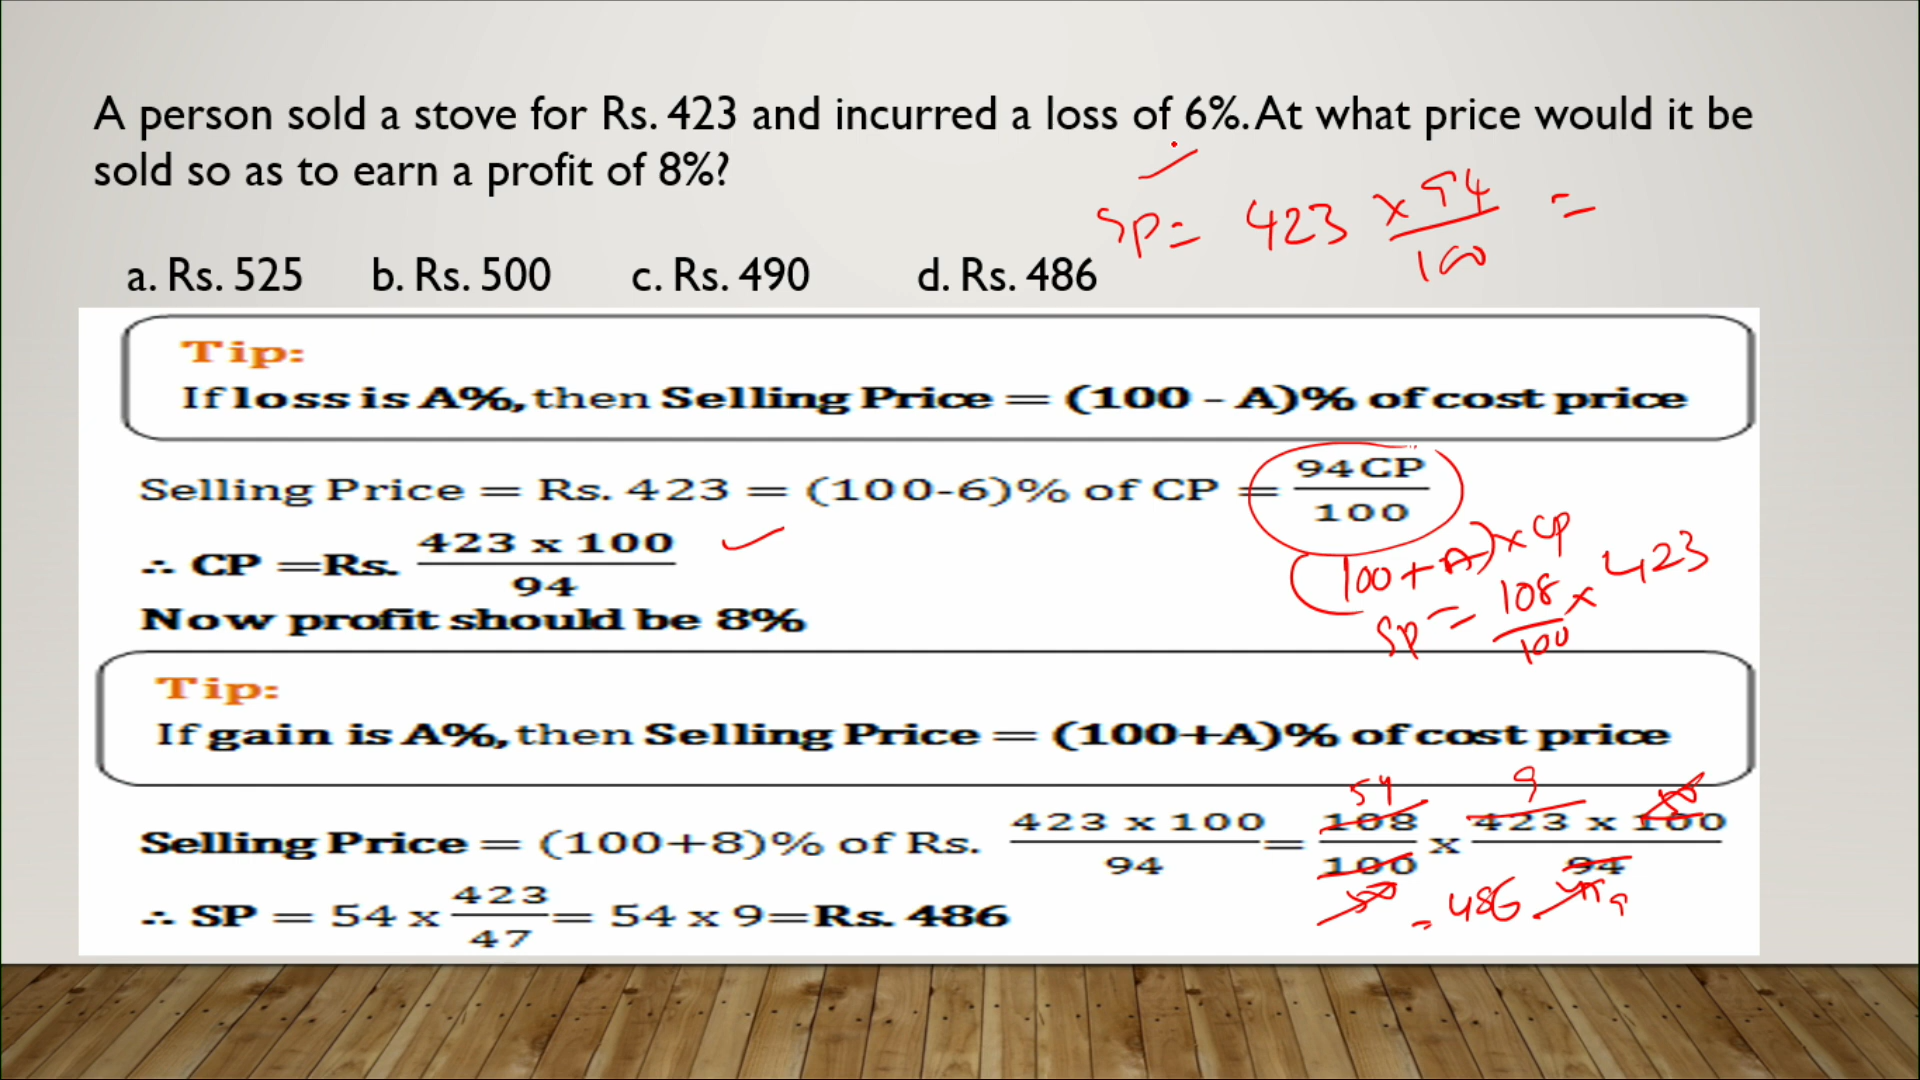 A person sold a stove for Rs. 423 and incurred a loss of 6%. At what price would it be
sold so as to earn a profit of 8%?
SP = 423 x 94/100 =
a. Rs. 525 b. Rs. 500 c. Rs. 490 d. Rs. 486
Tip:
If loss is A%, then Selling Price = (100 - A)% of cost price
Selling Price = Rs. 423 = (100-6)% of CP = 94CP/100
∴ CP =Rs. 423 x 100/94
(100+A) x CP
SP = 108/100 x 423
Now profit should be 8%
Tip:
If gain is A%, then Selling Price = (100+A)% of cost price
54 9
Selling Price = (100+8)% of Rs. 423 x 100/94 = 108/100 x 423 x 100/94
∴ SP = 54 x 423/47 = 54 x 9=Rs. 486
= 486